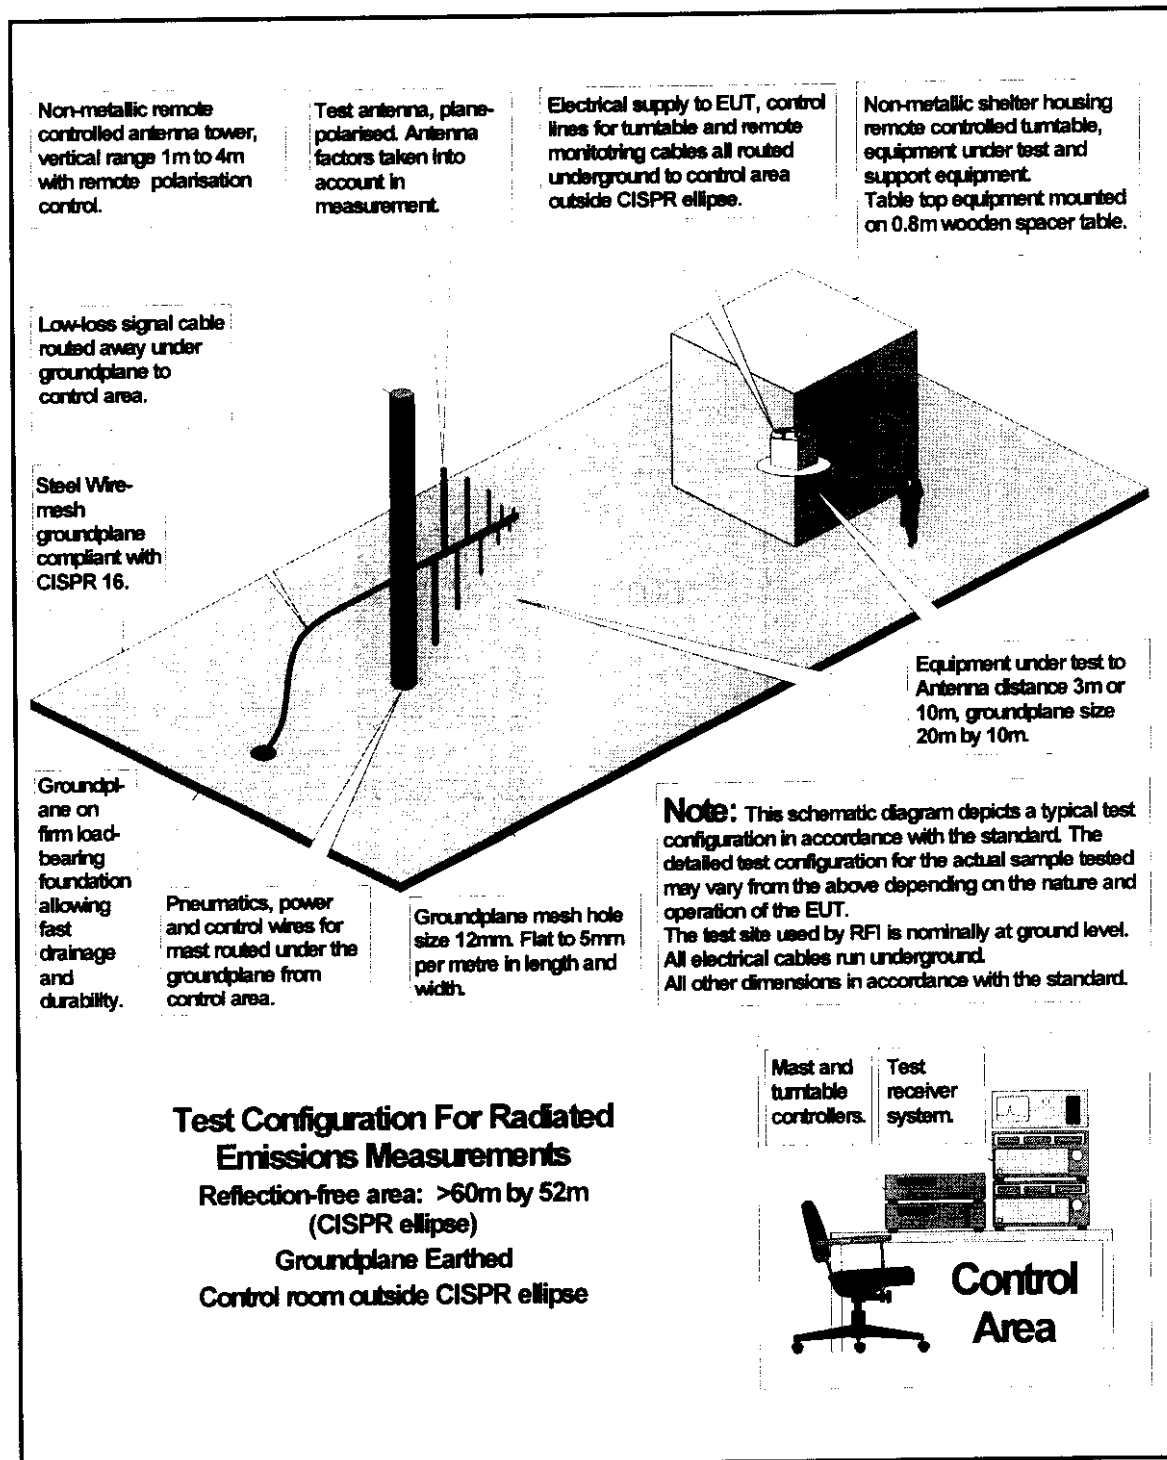 Non-metallic remote
controlled antenna tower,
vertical range 1m to 4m
with remote polarisation
control.
Test antenna, plane-
polarised. Antenna
factors taken into
account in
measurement.
Electrical supply to EUT, control
lines for turntable and remote
monitotring cables all routed
underground to control area
outside CISPR ellipse.
Non-metallic shelter housing
remote controlled turntable,
equipment under test and
support equipment.
Table top equipment mounted
on 0.8m wooden spacer table.
Low-loss signal cable
routed away under
groundplane to
control area.
Steel Wire-
mesh
groundplane
compliant with
CISPR 16.
Equipment under test to
Antenna distance 3m or
10m, groundplane size
20m by 10m.
Groundpl-
ane on
firm load-
bearing
foundation
allowing
fast
drainage
and
durability.
Pneumatics, power
and control wires for
mast routed under the
groundplane from
control area.
Groundplane mesh hole
size 12mm. Flat to 5mm
per metre in length and
width.
Note: This schematic diagram depicts a typical test
configuration in accordance with the standard. The
detailed test configuration for the actual sample tested
may vary from the above depending on the nature and
operation of the EUT.
The test site used by RFI is nominally at ground level.
All electrical cables run underground.
All other dimensions in accordance with the standard.
Test Configuration For Radiated
Emissions Measurements
Reflection-free area: >60m by 52m
(CISPR ellipse)
Groundplane Earthed
Control room outside CISPR ellipse
Mast and
turntable
controllers.
Test
receiver
system.
Control
Area